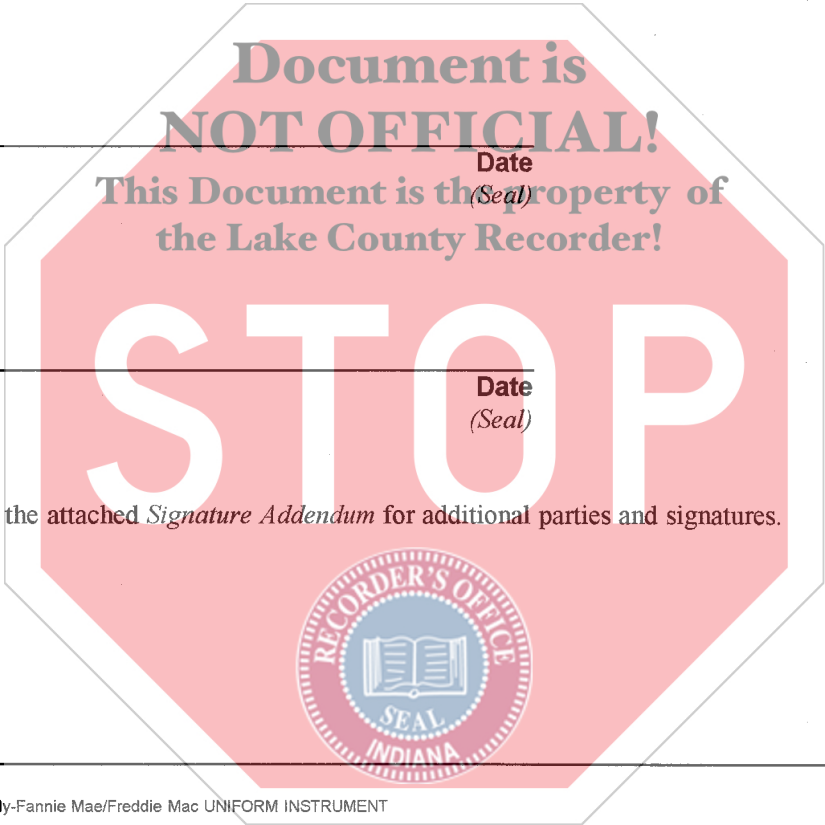 Document is
NOT OFFICIAL!
Date
This Document is the property of
(Seal)
the Lake County Recorder!
STOP
Date
(Seal)
the attached Signature Addendum for additional parties and signatures.
RECORDER'S OFFICE
SEAL
INDIANA
ly-Fannie Mae/Freddie Mac UNIFORM INSTRUMENT